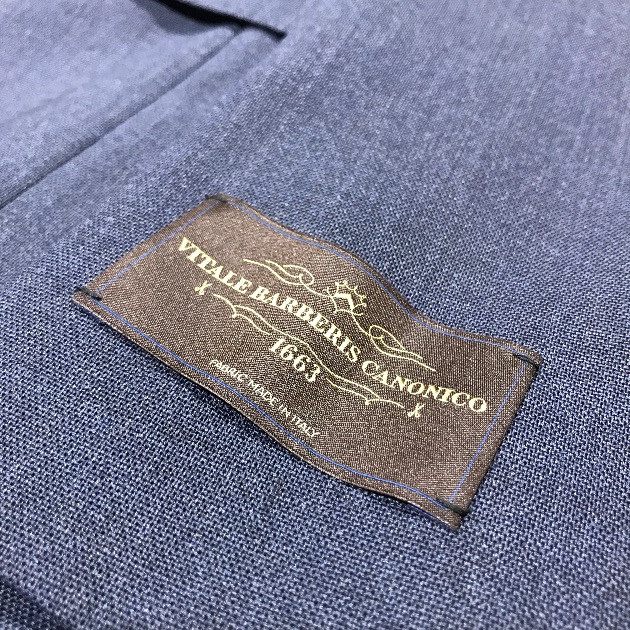 VITALE BARBERIS CANONICO
1663
FABRIC MADE IN ITALY